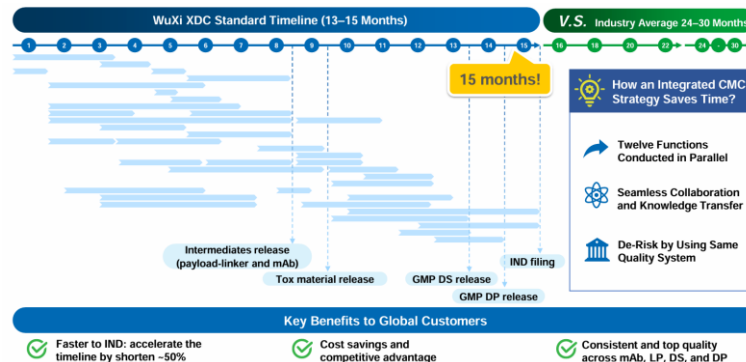 WuXi XDC Standard Timeline (13–15 Months)
V.S. Industry Average 24–30 Months
1 2 3 4 5 6 7 8 9 10 11 12 13 14 15 16 18 20 22 24 - 30
15 months!
How an Integrated CMC
Strategy Saves Time?
Twelve Functions
Conducted in Parallel
Seamless Collaboration
and Knowledge Transfer
De-Risk by Using Same
Quality System
Intermediates release
(payload-linker and mAb)
Tox material release
GMP DS release
GMP DP release
IND filing
Key Benefits to Global Customers
Faster to IND: accelerate the
timeline by shorten ~50%
Cost savings and
competitive advantage
Consistent and top quality
across mAb, LP, DS, and DP